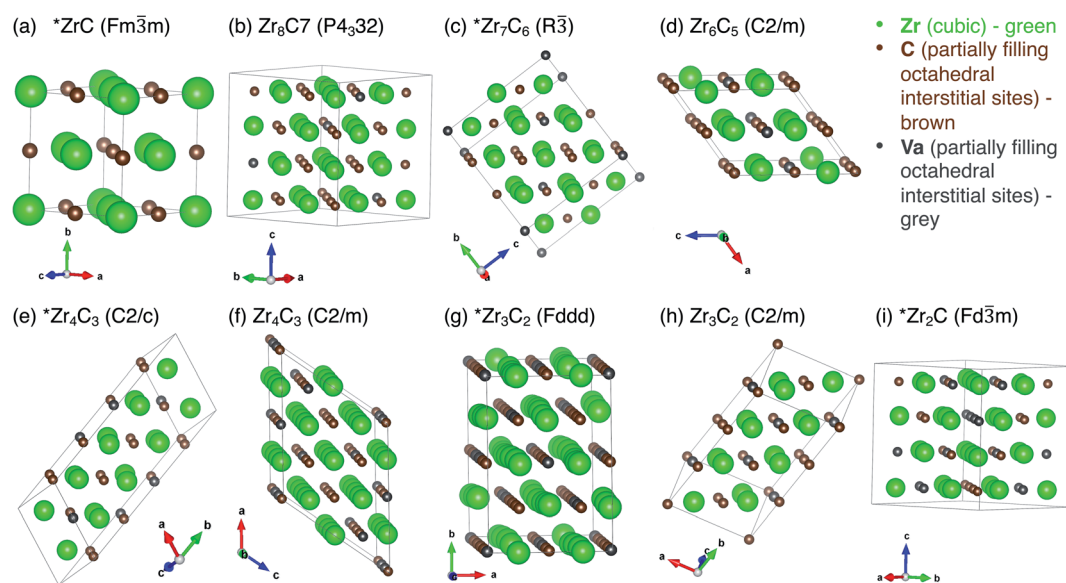 (a) *ZrC (Fm3̅m)
(b) Zr₈C7 (P4₃32)
(c) *Zr₇C₆ (R3̅)
(d) Zr₆C₅ (C2/m)
• Zr (cubic) - green
• C (partially filling
octahedral
interstitial sites) -
brown
• Va (partially filling
octahedral
interstitial sites) -
grey
b
c
a
c
b
a
b
c
a
c
b
a
(e) *Zr₄C₃ (C2/c)
(f) Zr₄C₃ (C2/m)
(g) *Zr₃C₂ (Fddd)
(h) Zr₃C₂ (C2/m)
(i) *Zr₂C (Fd3̅m)
a
b
c
a
b
c
b
c
a
a
c
b
c
a
b